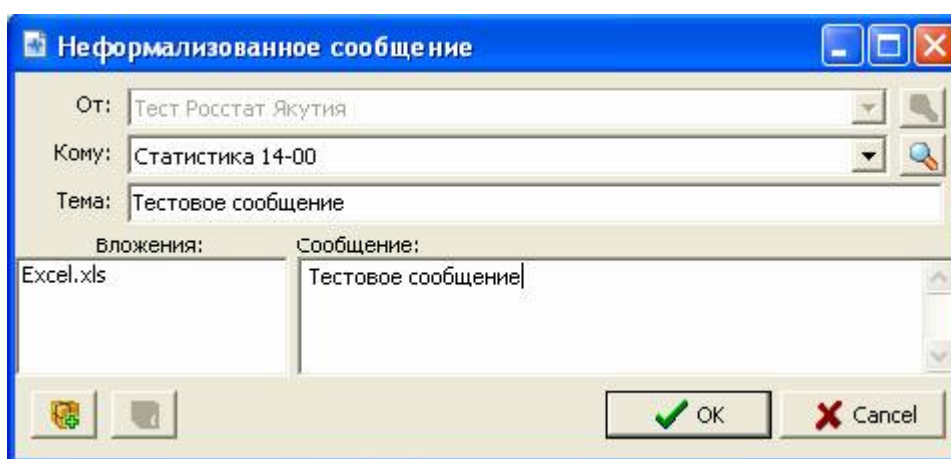 Неформализованное сообщение
От: Тест Росстат Якутия
Кому: Статистика 14-00
Тема: Тестовое сообщение
Вложения: Сообщение:
Excel.xls Тестовое сообщение
OK Cancel